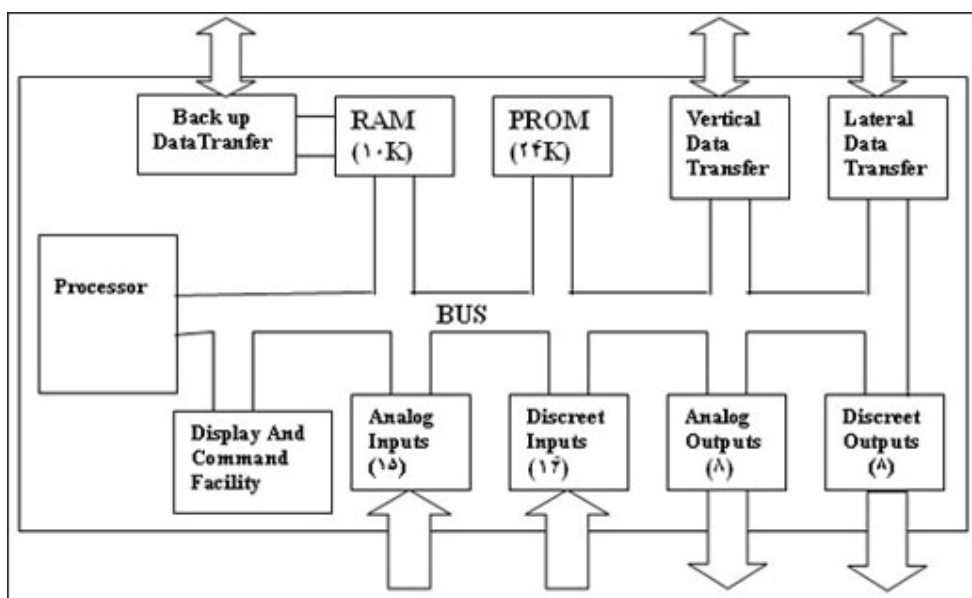 Back up
DataTranfer
RAM
(۱۰K)
PROM
(۲۴K)
Vertical
Data
Transfer
Lateral
Data
Transfer
Processor
BUS
Display And
Command
Facility
Analog
Inputs
(۱۵)
Discreet
Inputs
(۱۴)
Analog
Outputs
(۸)
Discreet
Outputs
(۸)